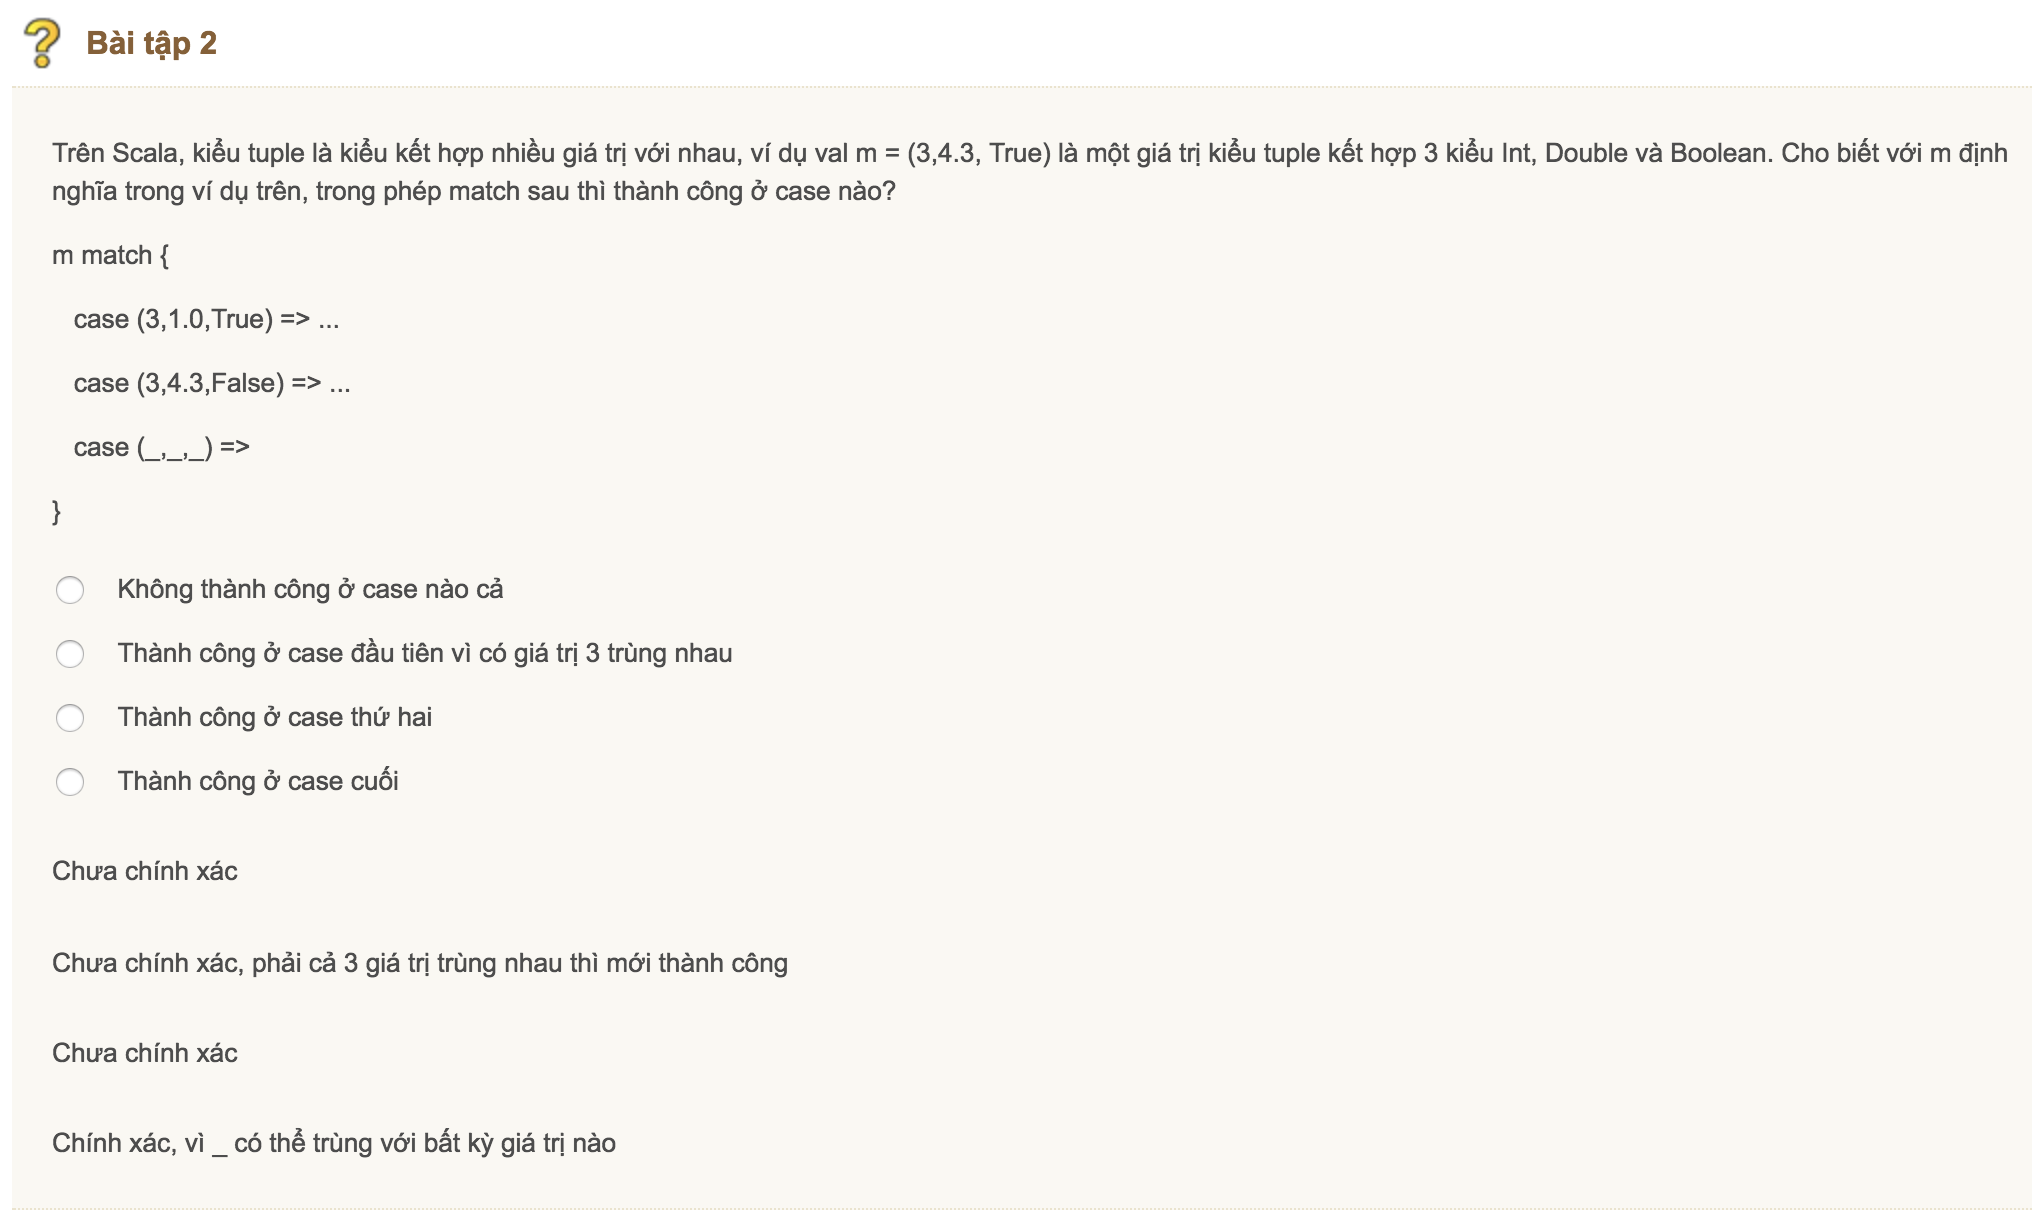 Bài tập 2
Trên Scala, kiểu tuple là kiểu kết hợp nhiều giá trị với nhau, ví dụ val m = (3,4.3, True) là một giá trị kiểu tuple kết hợp 3 kiểu Int, Double và Boolean. Cho biết với m định
nghĩa trong ví dụ trên, trong phép match sau thì thành công ở case nào?
m match {
case (3,1.0,True) => ...
case (3,4.3,False) => ...
case (_,_,_) =>
}
Không thành công ở case nào cả
Thành công ở case đầu tiên vì có giá trị 3 trùng nhau
Thành công ở case thứ hai
Thành công ở case cuối
Chưa chính xác
Chưa chính xác, phải cả 3 giá trị trùng nhau thì mới thành công
Chưa chính xác
Chính xác, vì _ có thể trùng với bất kỳ giá trị nào